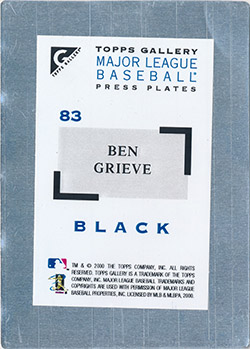 TOPPS GALLERY
MAJOR LEAGUE
BASEBALL
PRESS PLATES
83
BEN
GRIEVE
BLACK
TM & © 2000 THE TOPPS COMPANY, INC. ALL RIGHTS
RESERVED. TOPPS GALLERY IS A TRADEMARK OF THE TOPPS
COMPANY, INC. MAJOR LEAGUE BASEBALL TRADEMARKS AND
COPYRIGHTS ARE USED WITH PERMISSION OF MAJOR LEAGUE
BASEBALL PROPERTIES, INC. LICENSED BY MLB & MLBPA, 2000.